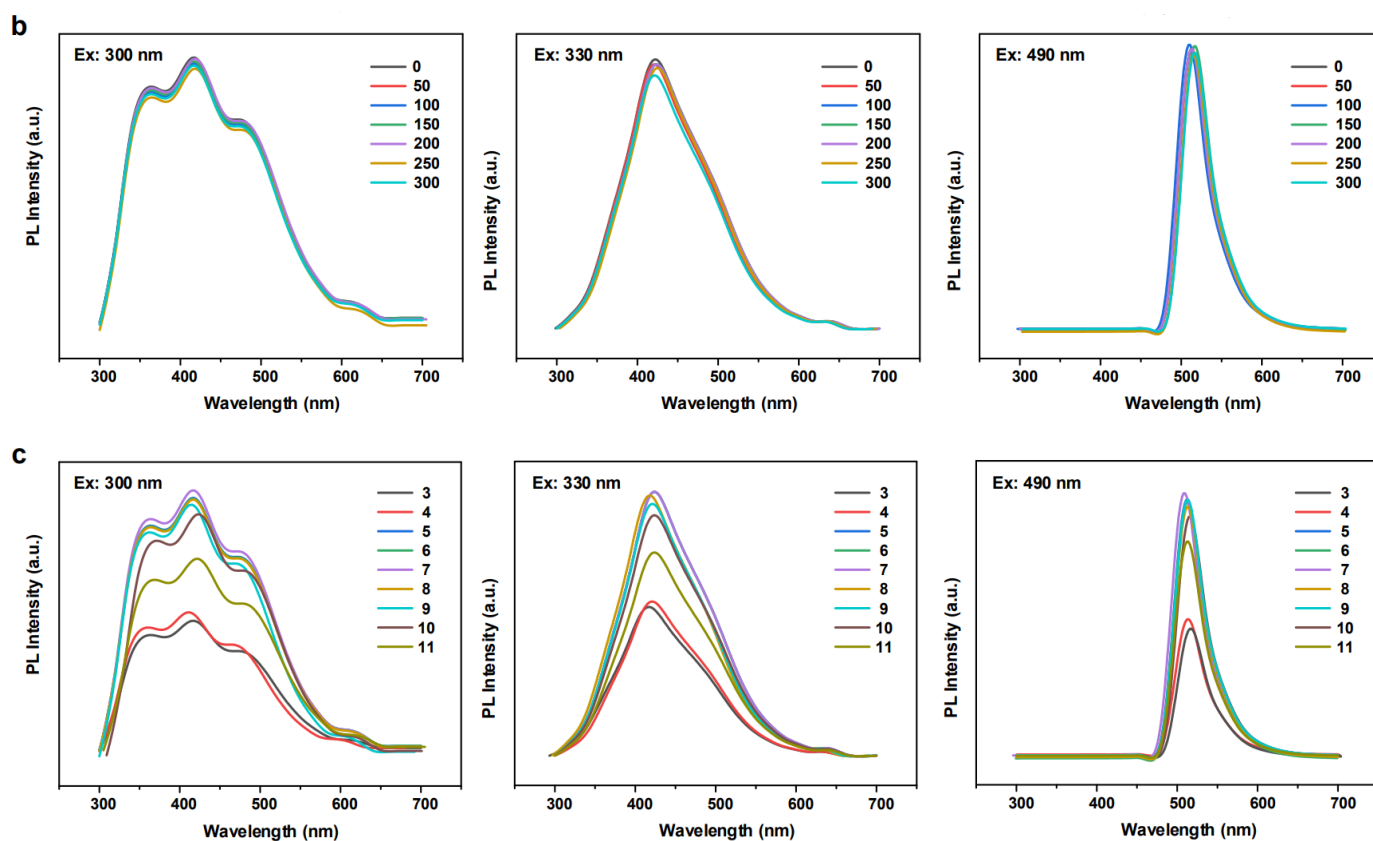 b
Ex: 300 nm
0
50
100
150
200
250
300
PL Intensity (a.u.)
300 400 500 600 700
Wavelength (nm)
Ex: 330 nm
0
50
100
150
200
250
300
PL Intensity (a.u.)
300 400 500 600 700
Wavelength (nm)
Ex: 490 nm
0
50
100
150
200
250
300
PL Intensity (a.u.)
300 400 500 600 700
Wavelength (nm)
c
Ex: 300 nm
3
4
5
6
7
8
9
10
11
PL Intensity (a.u.)
300 400 500 600 700
Wavelength (nm)
Ex: 330 nm
3
4
5
6
7
8
9
10
11
PL Intensity (a.u.)
300 400 500 600 700
Wavelength (nm)
Ex: 490 nm
3
4
5
6
7
8
9
10
11
PL Intensity (a.u.)
300 400 500 600 700
Wavelength (nm)